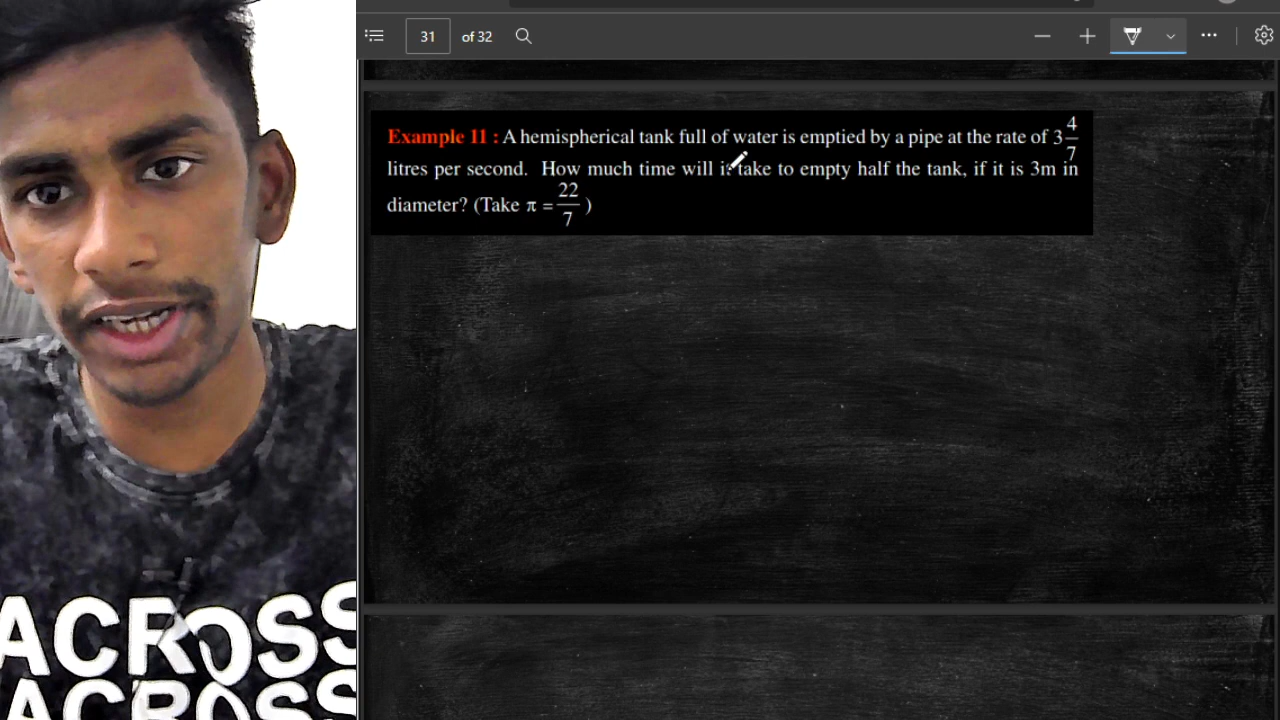 31 of 32
Example 11 : A hemispherical tank full of water is emptied by a pipe at the rate of 3 4/7
litres per second. How much time will it take to empty half the tank, if it is 3m in
diameter? (Take π = 22/7 )
ACROSS
ACROSS